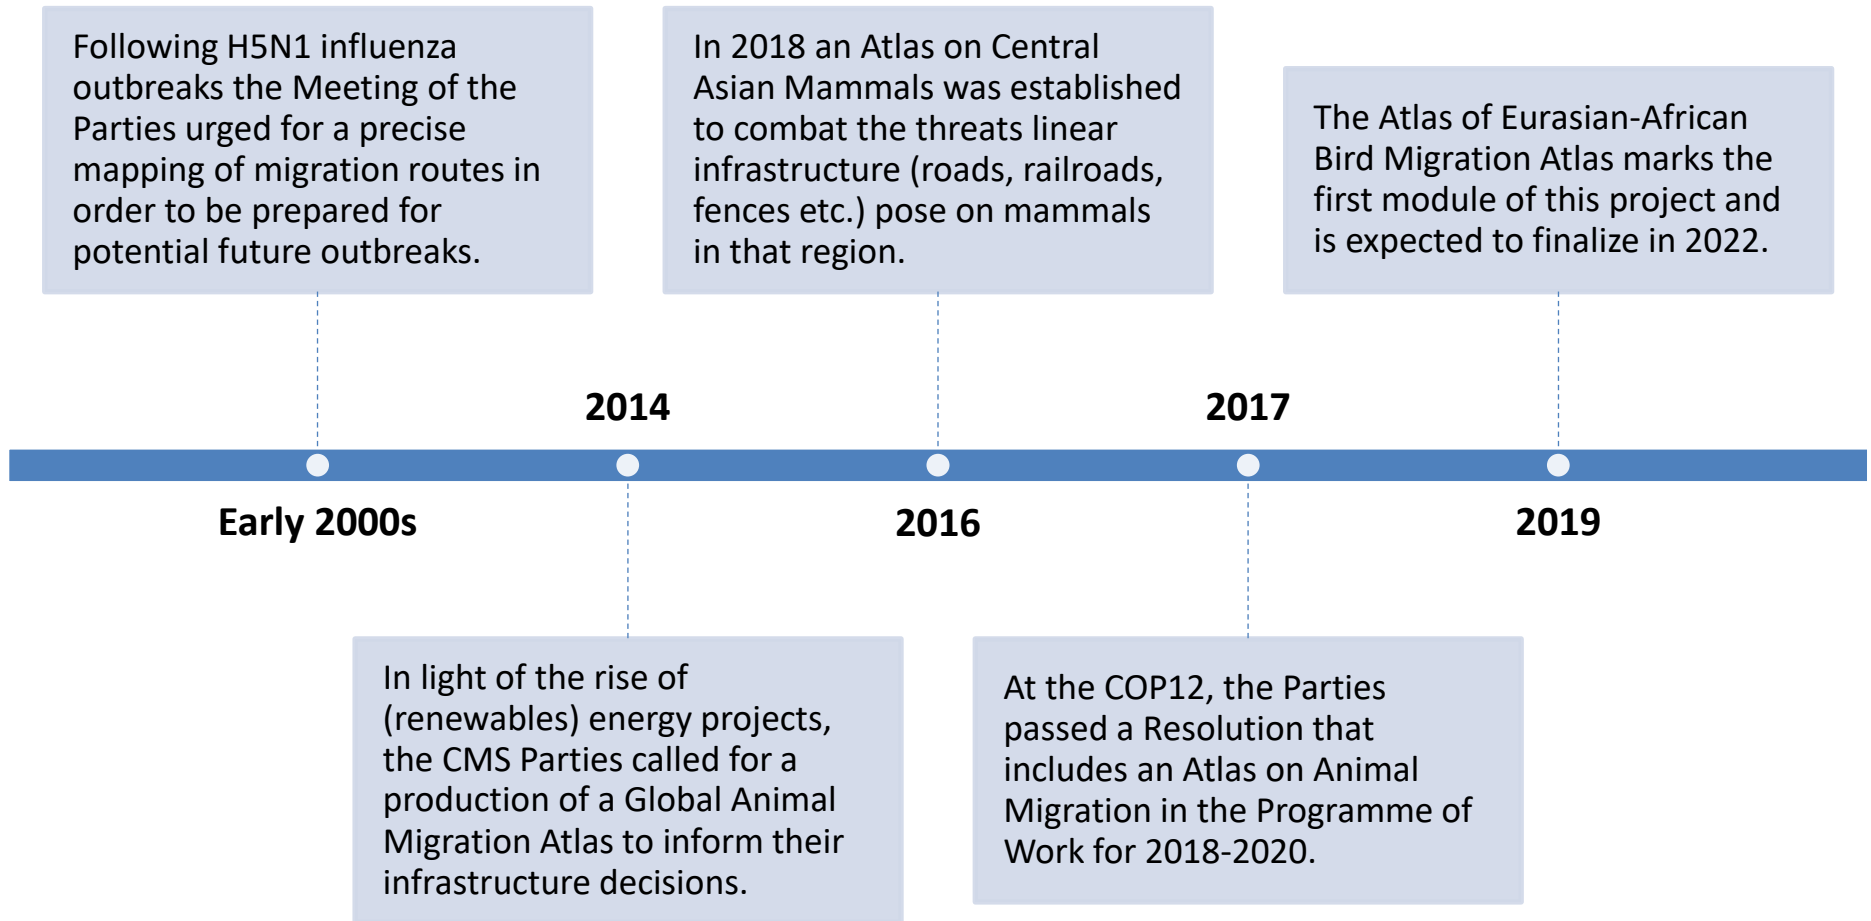 Following H5N1 influenza
outbreaks the Meeting of the
Parties urged for a precise
mapping of migration routes in
order to be prepared for
potential future outbreaks.
In 2018 an Atlas on Central
Asian Mammals was established
to combat the threats linear
infrastructure (roads, railroads,
fences etc.) pose on mammals
in that region.
The Atlas of Eurasian-African
Bird Migration Atlas marks the
first module of this project and
is expected to finalize in 2022.
2014
2017
Early 2000s
2016
2019
In light of the rise of
(renewables) energy projects,
the CMS Parties called for a
production of a Global Animal
Migration Atlas to inform their
infrastructure decisions.
At the COP12, the Parties
passed a Resolution that
includes an Atlas on Animal
Migration in the Programme of
Work for 2018-2020.